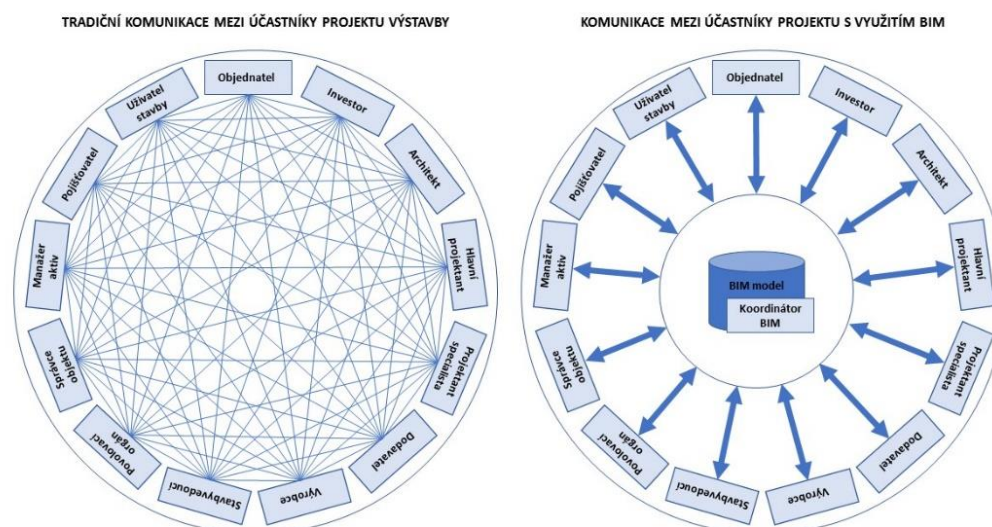 TRADIČNÍ KOMUNIKACE MEZI ÚČASTNÍKY PROJEKTU VÝSTAVBY
Objednatel
Investor
Architekt
Hlavní
projektant
Projektant
specialista
Dodavatel
Výrobce
Stavbyvedoucí
Povolovací
orgán
Správce
objektu
Manažer
aktiv
Pojišťovatel
Uživatel
stavby
KOMUNIKACE MEZI ÚČASTNÍKY PROJEKTU S VYUŽITÍM BIM
Objednatel
Investor
Architekt
Hlavní
projektant
Projektant
specialista
Dodavatel
Výrobce
Stavbyvedoucí
Povolovací
orgán
Správce
objektu
Manažer
aktiv
Pojišťovatel
Uživatel
stavby
BIM model
Koordinátor
BIM